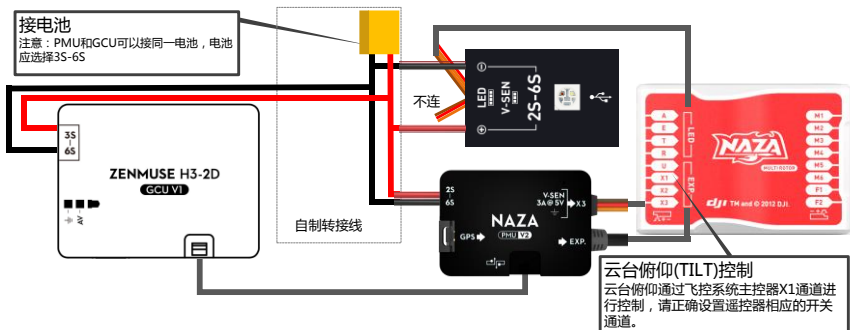 接电池
注意：PMU和GCU可以接同一电池，电池
应选择3S-6S
不连
自制转接线
3S
6S
AV
ZENMUSE H3-2D
GCU V1
LED
V-SEN
2S-6S
2S
6S
V-SEN
3A@5V
X3
NAZA
PMU V2
GPS
EXP.
A
E
T
R
U
X1
X2
X3
LED
EXP.
NAZA
MULTI ROTOR
dji TM and © 2012 DJI.
M1
M2
M3
M4
M5
M6
F1
F2
云台俯仰(TILT)控制
云台俯仰通过飞控系统主控器X1通道进
行控制，请正确设置遥控器相应的开关
通道。